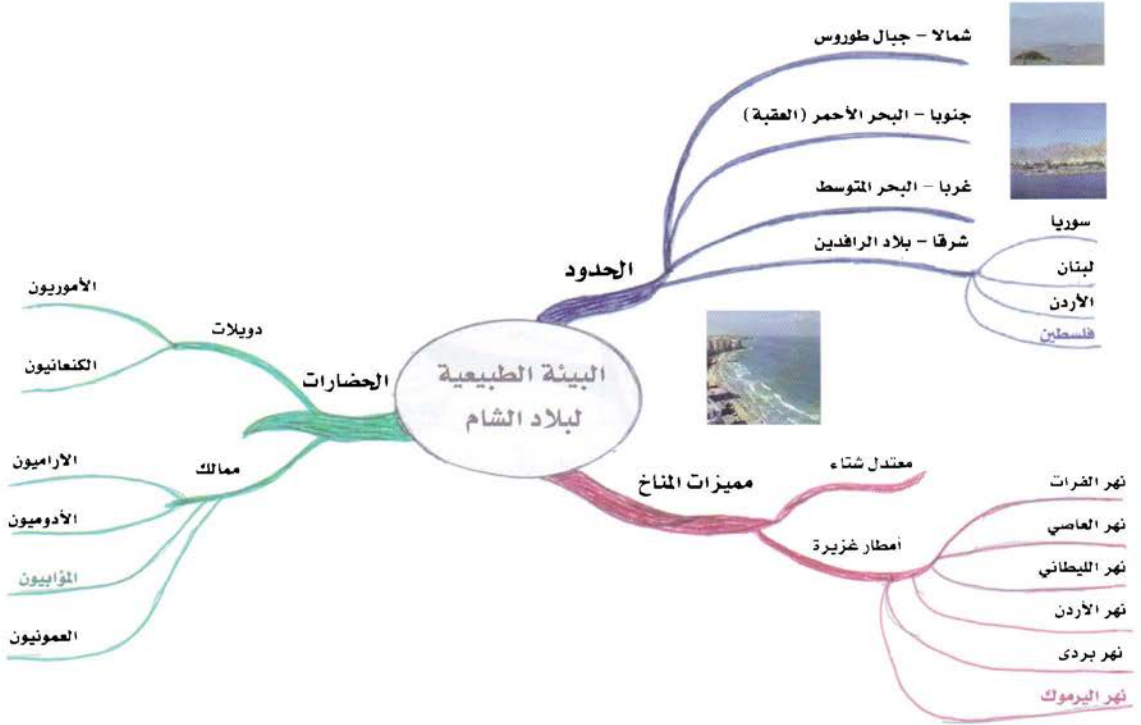 البيئة الطبيعية
لبلاد الشام
الحدود
شمالا – جبال طوروس
جنوبا – البحر الأحمر (العقبة)
غربا – البحر المتوسط
شرقا – بلاد الرافدين
سوريا
لبنان
الأردن
فلسطين
مميزات المناخ
معتدل شتاء
أمطار غزيرة
نهر الفرات
نهر العاصي
نهر الليطاني
نهر الأردن
نهر بردى
نهر اليرموك
الحضارات
دويلات
الأموريون
الكنعانيون
ممالك
الاراميون
الأدوميون
المؤابيون
العمونيون